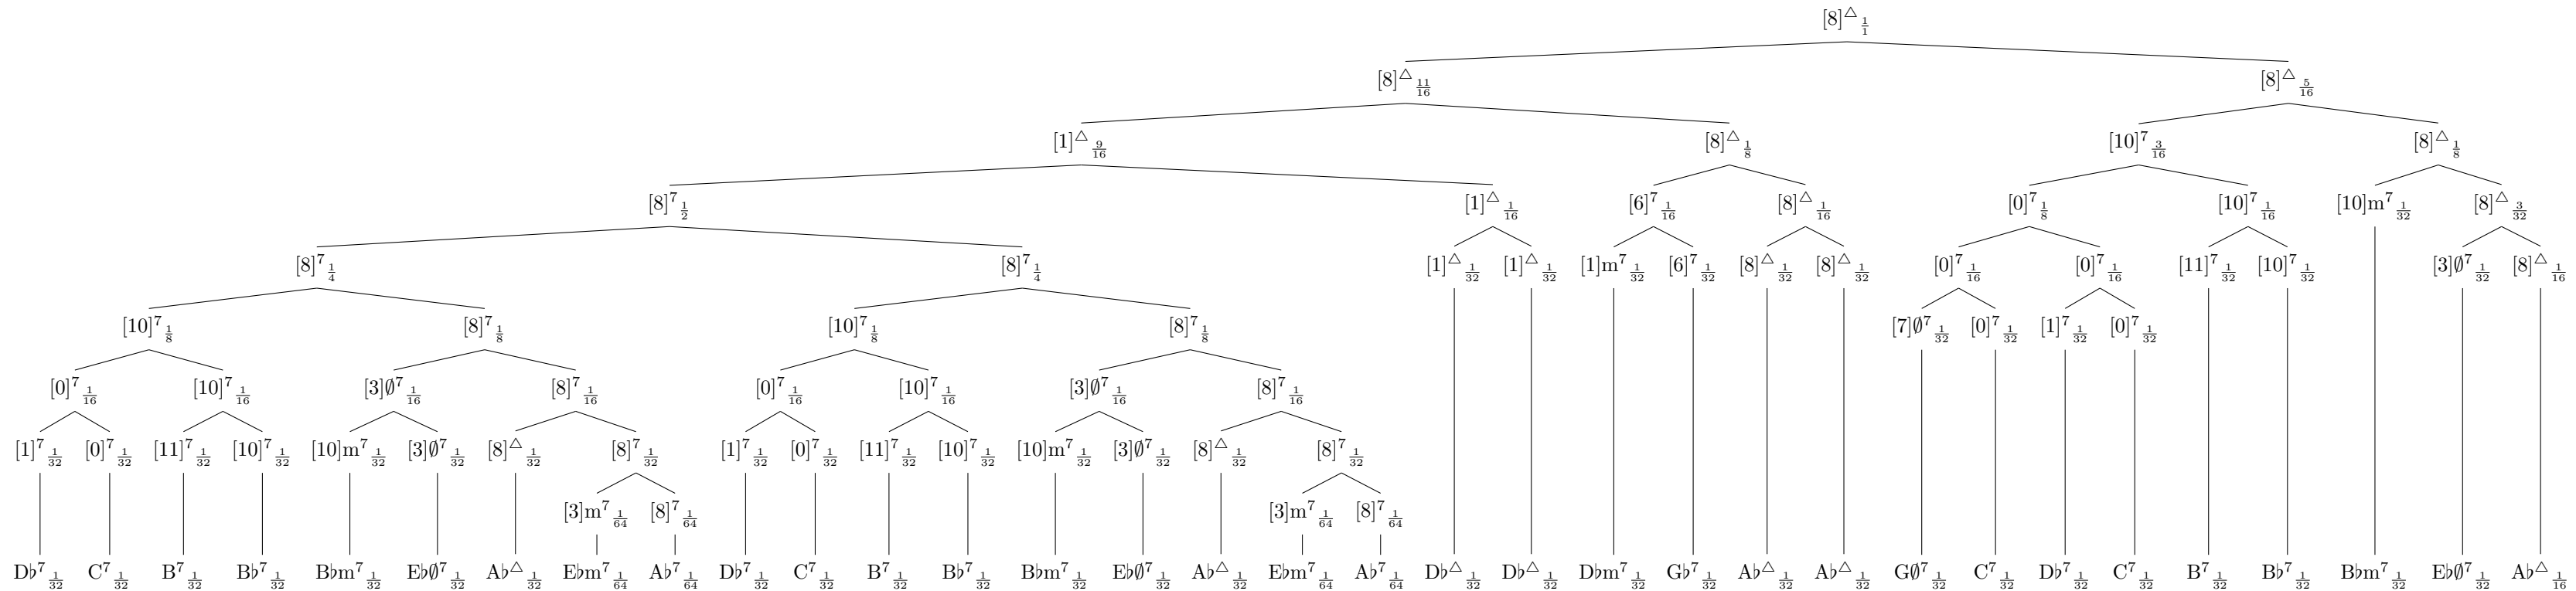 [8]△ 1/1
[8]△ 11/16 [8]△ 5/16
[1]△ 9/16 [8]△ 1/8 [10]⁷ 3/16 [8]△ 1/8
[8]⁷ 1/2 [1]△ 1/16 [6]⁷ 1/16 [8]△ 1/16 [0]⁷ 1/8 [10]⁷ 1/16 [10]m⁷ 1/32 [8]△ 3/32
[8]⁷ 1/4 [8]⁷ 1/4 [1]△ 1/32 [1]△ 1/32 [1]m⁷ 1/32 [6]⁷ 1/32 [8]△ 1/32 [8]△ 1/32 [0]⁷ 1/16 [0]⁷ 1/16 [11]⁷ 1/32 [10]⁷ 1/32 [3]∅⁷ 1/32 [8]△ 1/16
[10]⁷ 1/8 [8]⁷ 1/8 [10]⁷ 1/8 [8]⁷ 1/8 [7]∅⁷ 1/32 [0]⁷ 1/32 [1]⁷ 1/32 [0]⁷ 1/32
[0]⁷ 1/16 [10]⁷ 1/16 [3]∅⁷ 1/16 [8]⁷ 1/16 [0]⁷ 1/16 [10]⁷ 1/16 [3]∅⁷ 1/16 [8]⁷ 1/16
[1]⁷ 1/32 [0]⁷ 1/32 [11]⁷ 1/32 [10]⁷ 1/32 [10]m⁷ 1/32 [3]∅⁷ 1/32 [8]△ 1/32 [8]⁷ 1/32 [1]⁷ 1/32 [0]⁷ 1/32 [11]⁷ 1/32 [10]⁷ 1/32 [10]m⁷ 1/32 [3]∅⁷ 1/32 [8]△ 1/32 [8]⁷ 1/32
[3]m⁷ 1/64 [8]⁷ 1/64 [3]m⁷ 1/64 [8]⁷ 1/64
D♭⁷ 1/32 C⁷ 1/32 B⁷ 1/32 B♭⁷ 1/32 B♭m⁷ 1/32 E♭∅⁷ 1/32 A♭△ 1/32 E♭m⁷ 1/64 A♭⁷ 1/64 D♭⁷ 1/32 C⁷ 1/32 B⁷ 1/32 B♭⁷ 1/32 B♭m⁷ 1/32 E♭∅⁷ 1/32 A♭△ 1/32 E♭m⁷ 1/64 A♭⁷ 1/64 D♭△ 1/32 D♭△ 1/32 D♭m⁷ 1/32 G♭⁷ 1/32 A♭△ 1/32 A♭△ 1/32 G∅⁷ 1/32 C⁷ 1/32 D♭⁷ 1/32 C⁷ 1/32 B⁷ 1/32 B♭⁷ 1/32 B♭m⁷ 1/32 E♭∅⁷ 1/32 A♭△ 1/16